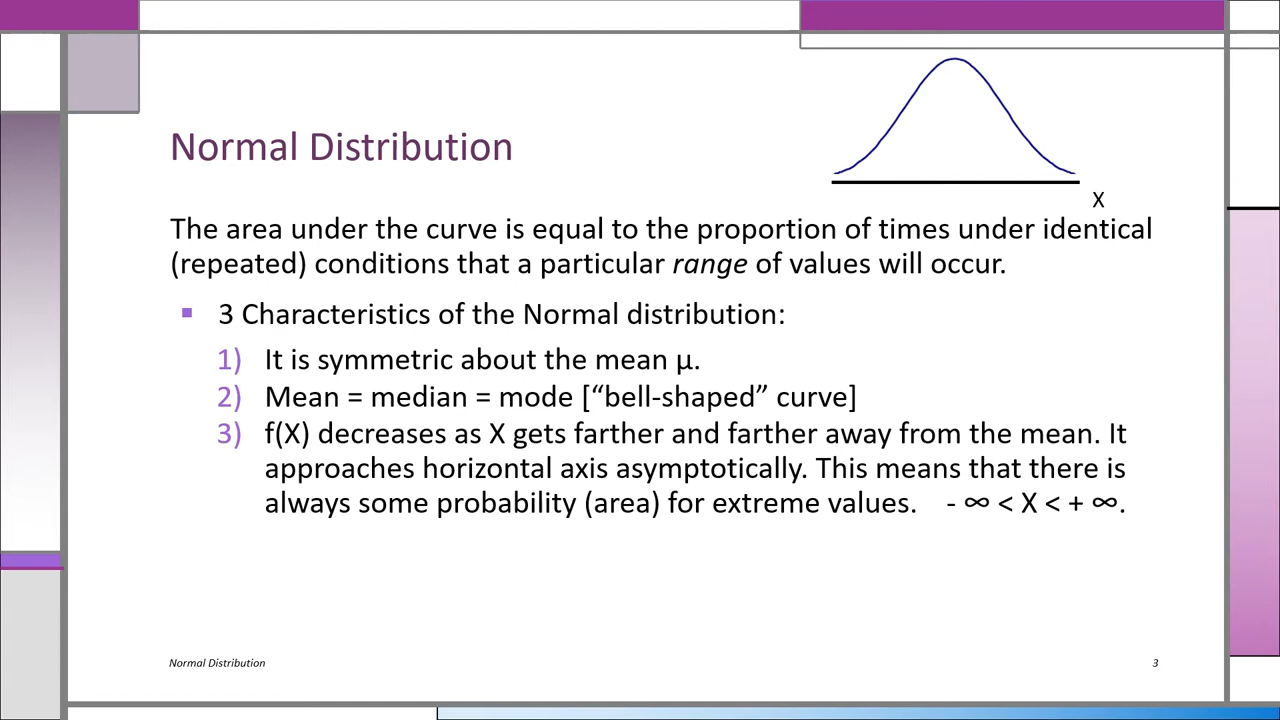 Normal Distribution
X
The area under the curve is equal to the proportion of times under identical
(repeated) conditions that a particular range of values will occur.
▪ 3 Characteristics of the Normal distribution:
1) It is symmetric about the mean µ.
2) Mean = median = mode [“bell-shaped” curve]
3) f(X) decreases as X gets farther and farther away from the mean. It
approaches horizontal axis asymptotically. This means that there is
always some probability (area) for extreme values. - ∞ < X < + ∞.
Normal Distribution
3